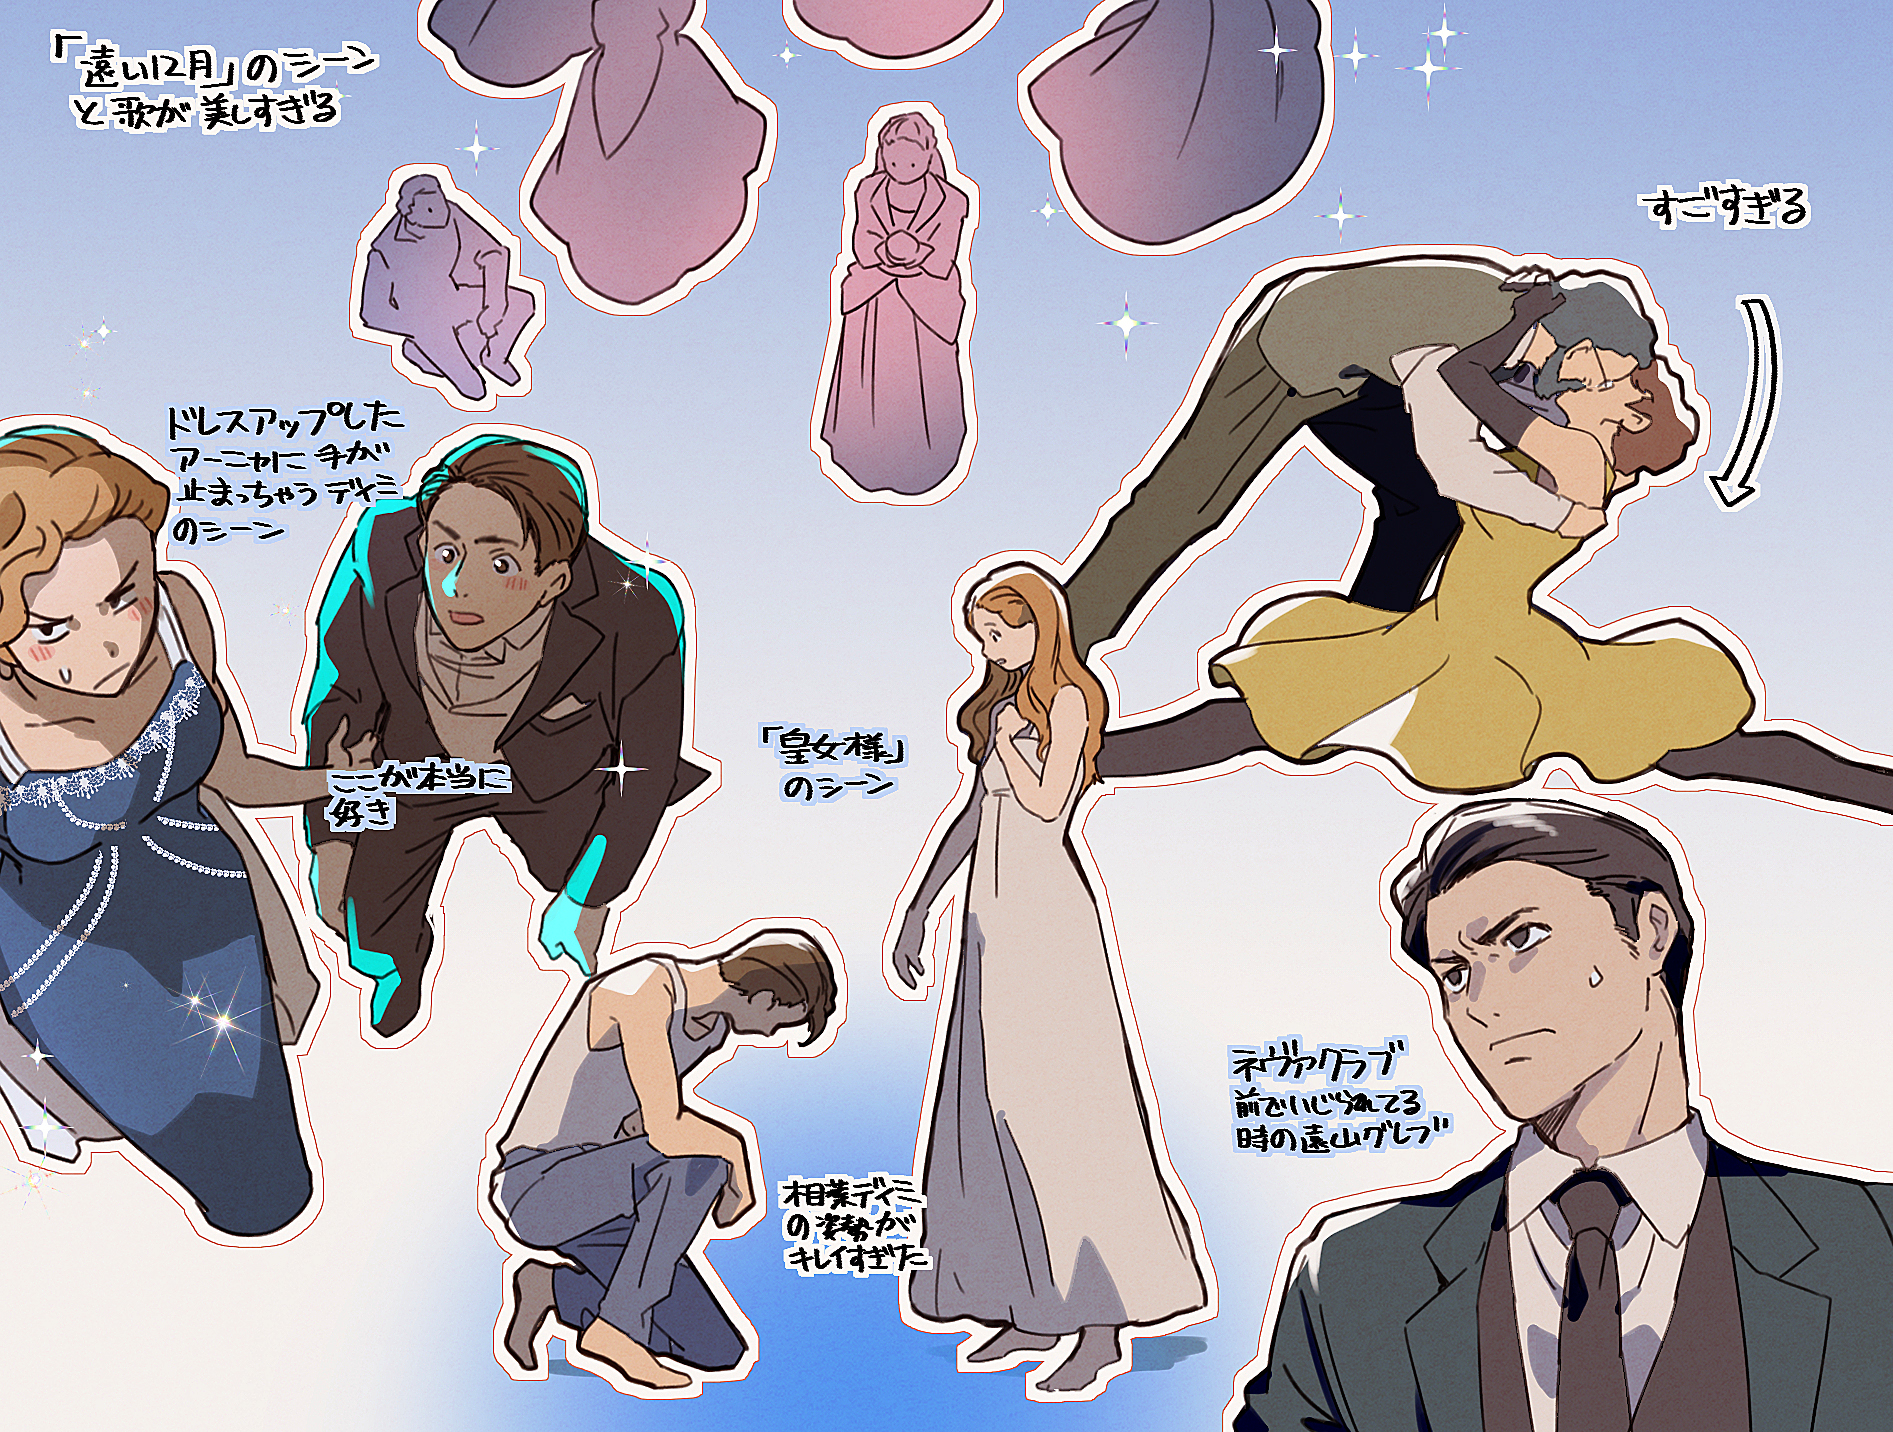 「遠い12月」のシーン
と歌が美しすぎる
すごすぎる
ドレスアップした
アーニャに手が
止まっちゃうディミ
のシーン
ここが本当に
好き
「皇女様」
のシーン
相葉ディミ
の姿勢が
キレイすぎた
ネヴァクラブ
前でいじられてる
時の遠山グレブ